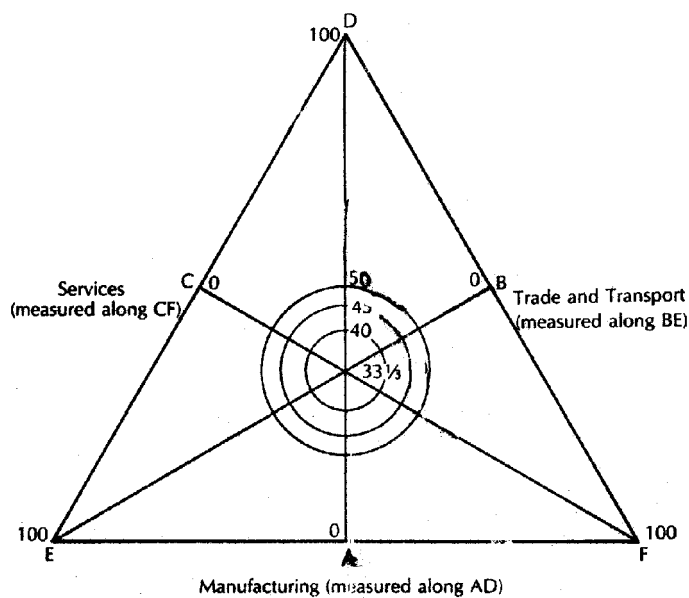 D
100
50
45
40
33⅓
C 0
0 B
Services
(measured along CF)
Trade and Transport
(measured along BE)
100
E
0
A
100
F
Manufacturing (measured along AD)